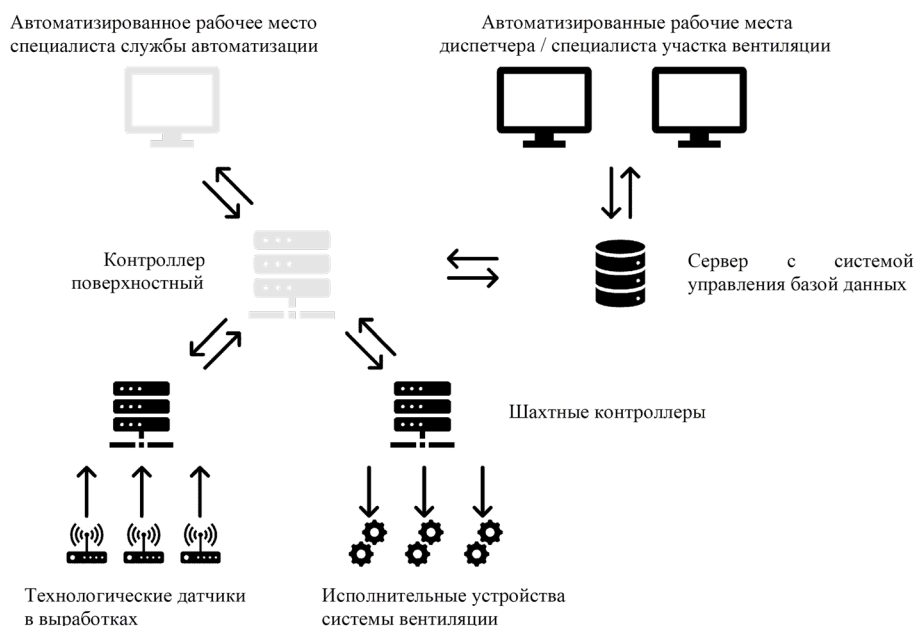 Автоматизированное рабочее место
специалиста службы автоматизации
Автоматизированные рабочие места
диспетчера / специалиста участка вентиляции
Контроллер
поверхностный
Сервер с системой
управления базой данных
Шахтные контроллеры
Технологические датчики
в выработках
Исполнительные устройства
системы вентиляции